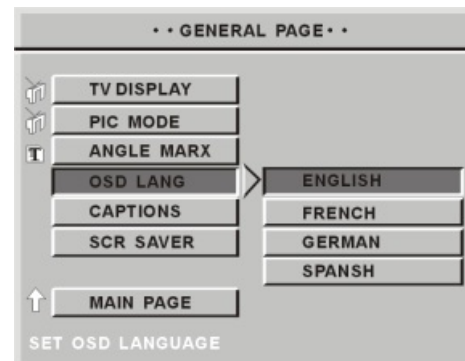 • • GENERAL PAGE • •
TV DISPLAY
PIC MODE
T ANGLE MARX
OSD LANG
ENGLISH
CAPTIONS
FRENCH
SCR SAVER
GERMAN
SPANSH
MAIN PAGE
SET OSD LANGUAGE